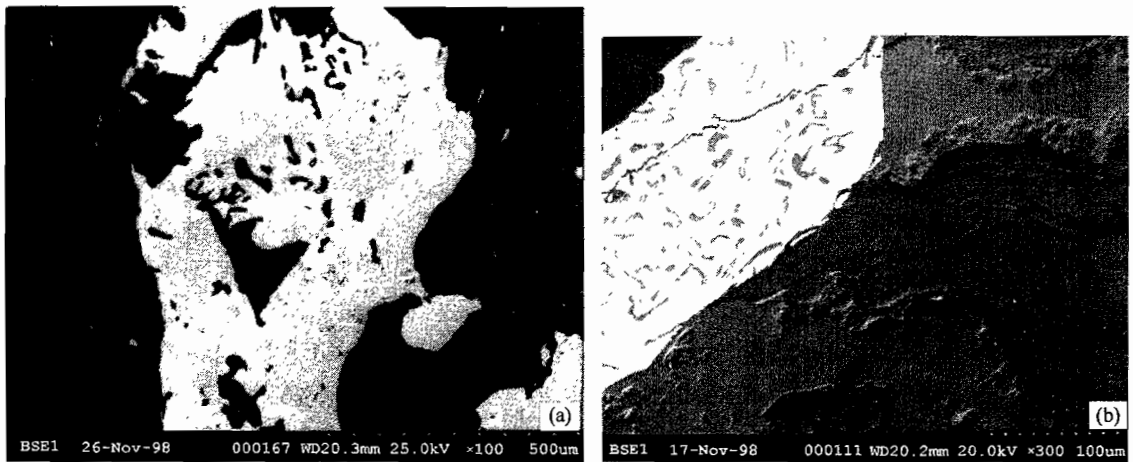 (a)
BSE1 26-Nov-98 000167 WD20.3mm 25.0kV ×100 500um
(b)
BSE1 17-Nov-98 000111 WD20.2mm 20.0kV ×300 100um